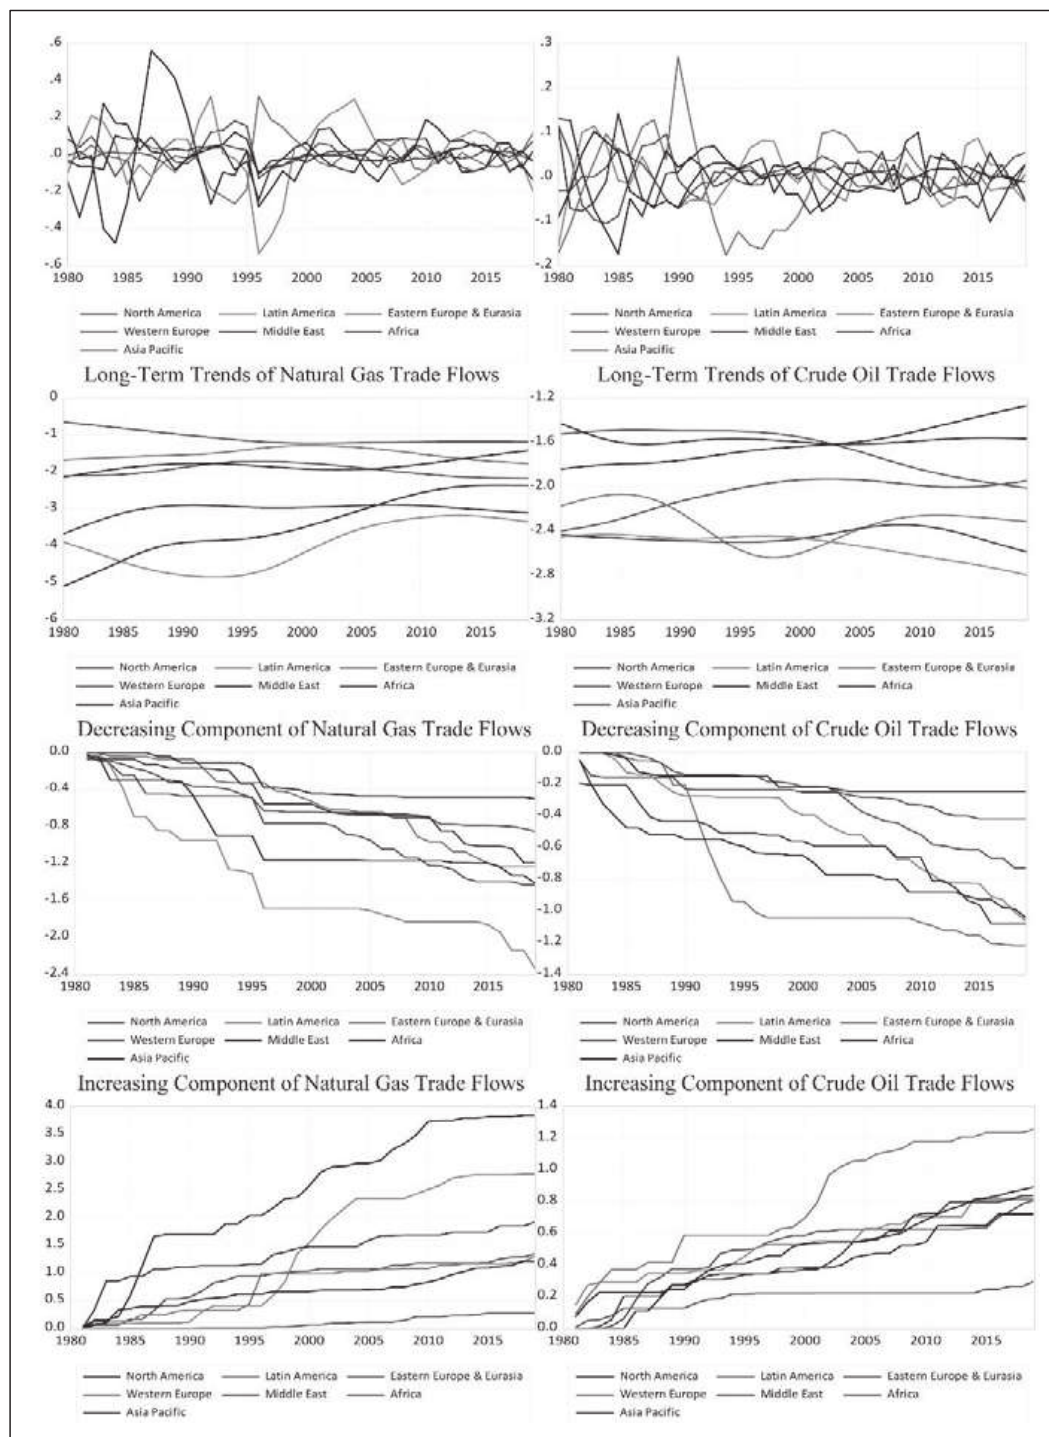 .6 .3
.4 .2
.2 .1
.0 .0
-.2 -.1
-.4
-.6 -.2
1980 1985 1990 1995 2000 2005 2010 2015 1980 1985 1990 1995 2000 2005 2010 2015
North America Latin America Eastern Europe & Eurasia North America Latin America Eastern Europe & Eurasia
Western Europe Middle East Africa Western Europe Middle East Africa
Asia Pacific Asia Pacific
Long-Term Trends of Natural Gas Trade Flows Long-Term Trends of Crude Oil Trade Flows
0 -1.2
-1 -1.6
-2 -2.0
-3 -2.4
-4 -2.8
-5
-6 -3.2
1980 1985 1990 1995 2000 2005 2010 2015 1980 1985 1990 1995 2000 2005 2010 2015
North America Latin America Eastern Europe & Eurasia North America Latin America Eastern Europe & Eurasia
Western Europe Middle East Africa Western Europe Middle East Africa
Asia Pacific Asia Pacific
Decreasing Component of Natural Gas Trade Flows Decreasing Component of Crude Oil Trade Flows
0.0 0.0
-0.4 -0.2
-0.8 -0.4
-1.2 -0.6
-1.6 -0.8
-2.0 -1.0
-1.2
-2.4 -1.4
1980 1985 1990 1995 2000 2005 2010 2015 1980 1985 1990 1995 2000 2005 2010 2015
North America Latin America Eastern Europe & Eurasia North America Latin America Eastern Europe & Eurasia
Western Europe Middle East Africa Western Europe Middle East Africa
Asia Pacific Asia Pacific
Increasing Component of Natural Gas Trade Flows Increasing Component of Crude Oil Trade Flows
4.0 1.4
3.5 1.2
3.0 1.0
2.5 0.8
2.0 0.6
1.5 0.4
1.0 0.2
0.5
0.0 0.0
1980 1985 1990 1995 2000 2005 2010 2015 1980 1985 1990 1995 2000 2005 2010 2015
North America Latin America Eastern Europe & Eurasia North America Latin America Eastern Europe & Eurasia
Western Europe Middle East Africa Western Europe Middle East Africa
Asia Pacific Asia Pacific